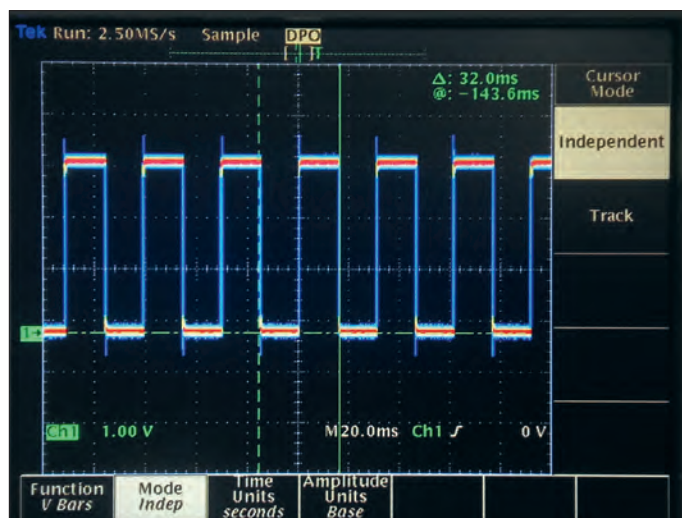 Tek Run: 2.50MS/s Sample DPO
Δ: 32.0ms
@: -143.6ms
Cursor
Mode
Independent
Track
1→
Ch1 1.00 V M20.0ms Ch1 0 V
Function
V Bars
Mode
Indep
Time
Units
seconds
Amplitude
Units
Base